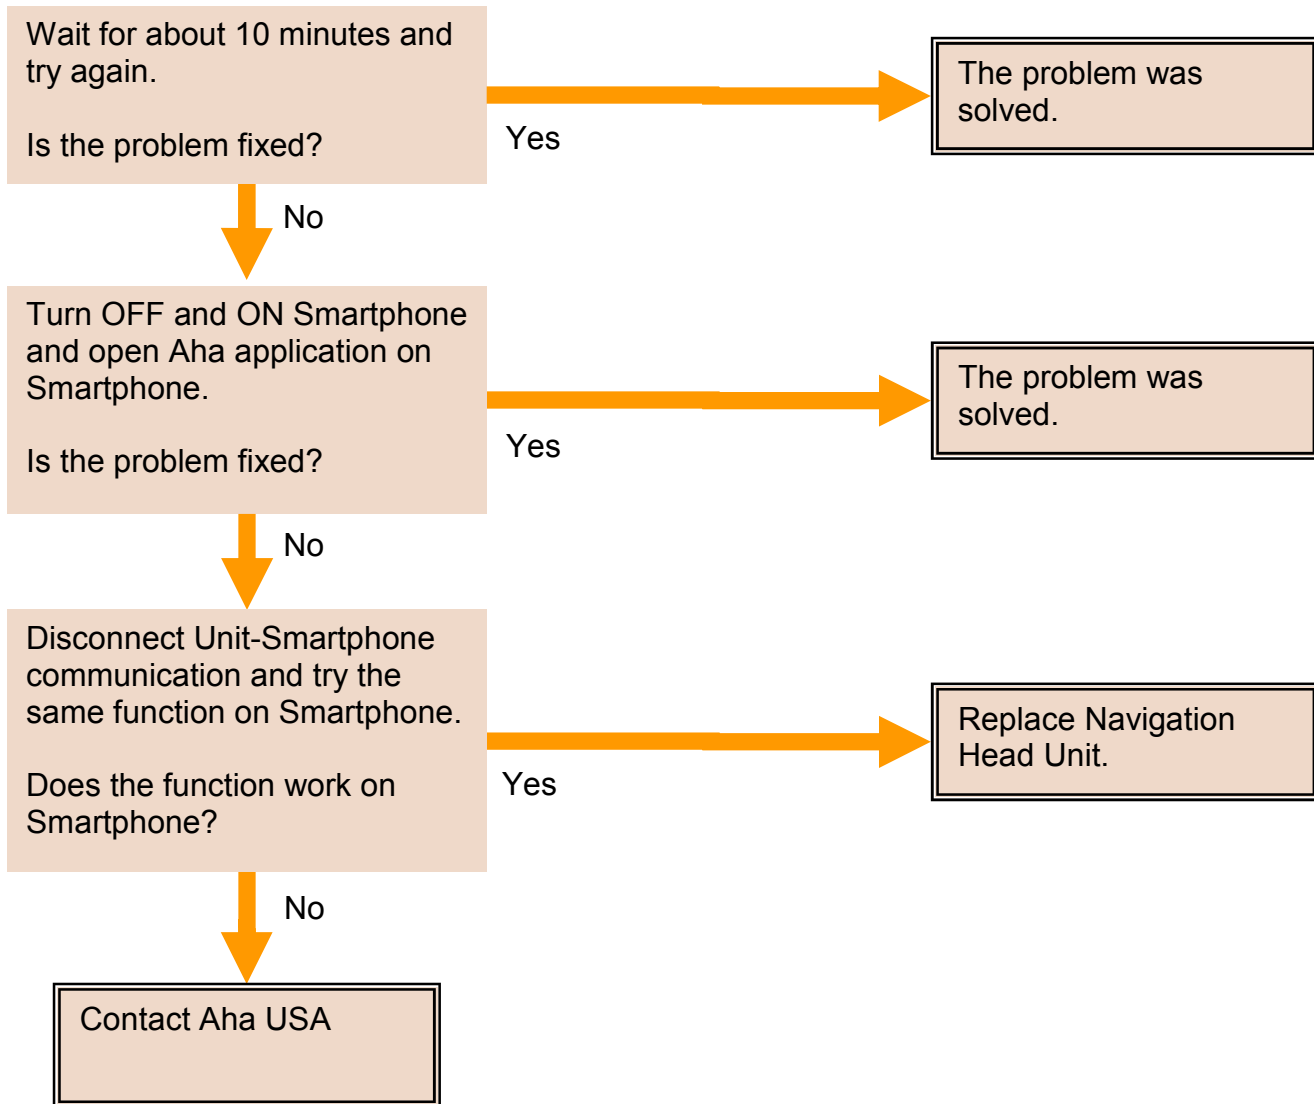 Wait for about 10 minutes and
try again.
Is the problem fixed?
Yes
The problem was
solved.
No
Turn OFF and ON Smartphone
and open Aha application on
Smartphone.
Is the problem fixed?
Yes
The problem was
solved.
No
Disconnect Unit-Smartphone
communication and try the
same function on Smartphone.
Does the function work on
Smartphone?
Yes
Replace Navigation
Head Unit.
No
Contact Aha USA